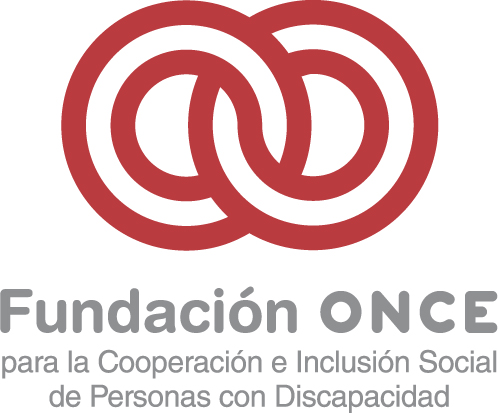 Fundación ONCE
para la Cooperación e Inclusión Social
de Personas con Discapacidad